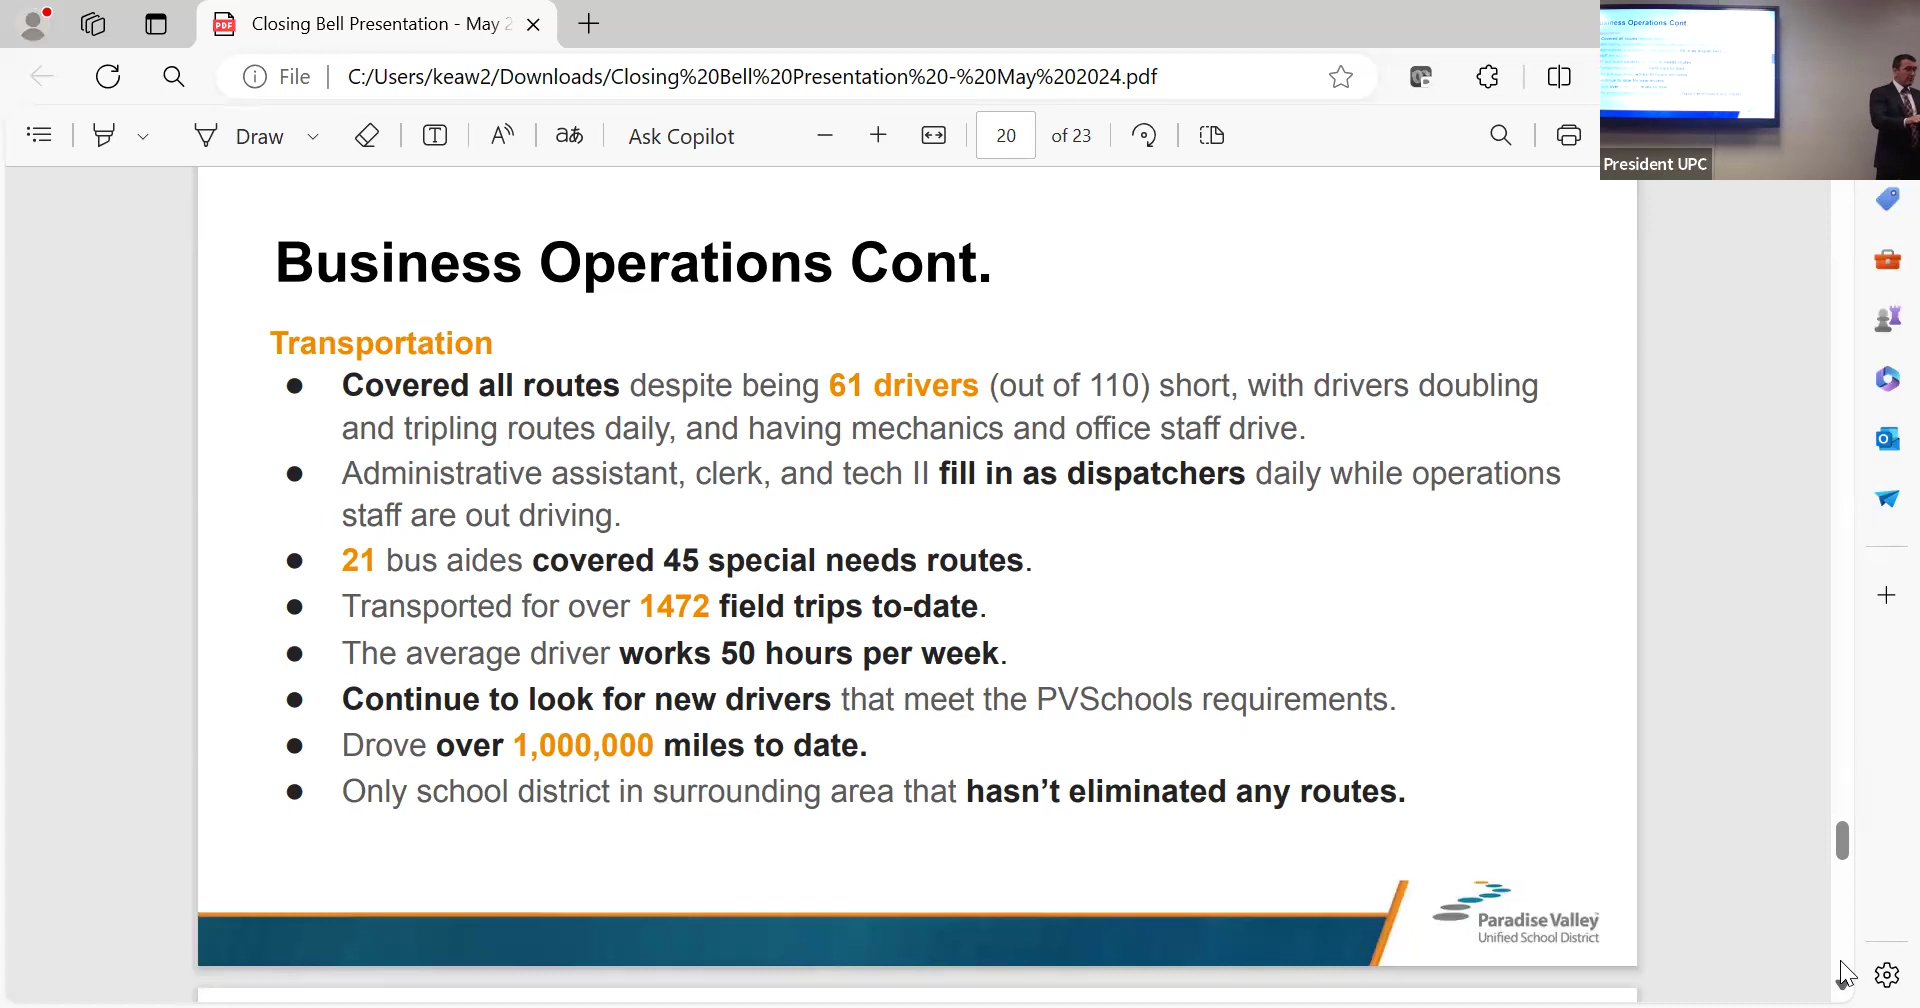 Closing Bell Presentation - May 2
File
C:/Users/keaw2/Downloads/Closing%20Bell%20Presentation%20-%20May%202024.pdf
Draw
Ask Copilot
20
of 23
Business Operations Cont
President UPC
Business Operations Cont.
Transportation
● Covered all routes despite being 61 drivers (out of 110) short, with drivers doubling
and tripling routes daily, and having mechanics and office staff drive.
● Administrative assistant, clerk, and tech II fill in as dispatchers daily while operations
staff are out driving.
● 21 bus aides covered 45 special needs routes.
● Transported for over 1472 field trips to-date.
● The average driver works 50 hours per week.
● Continue to look for new drivers that meet the PVSchools requirements.
● Drove over 1,000,000 miles to date.
● Only school district in surrounding area that hasn’t eliminated any routes.
Paradise Valley
Unified School District